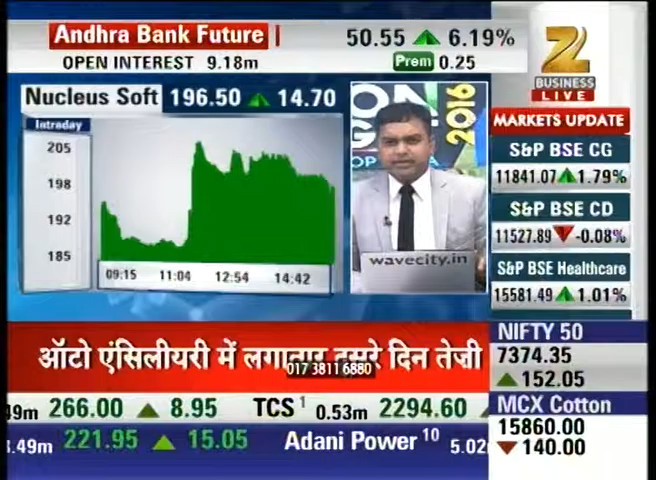 Andhra Bank Future
50.55 6.19%
OPEN INTEREST 9.18m
Prem 0.25
Z
BUSINESS
LIVE
Nucleus Soft 196.50 14.70
Intraday
205
198
192
185
09:15 11:04 12:54 14:42
2016
wavecity.in
MARKETS UPDATE
S&P BSE CG
11841.07 1.79%
S&P BSE CD
11527.89 -0.08%
S&P BSE Healthcare
15581.49 1.01%
ऑटो एंसिलीयरी में लगातार दूसरे दिन तेजी
017 3811 6880
NIFTY 50
7374.35
152.05
MCX Cotton
15860.00
140.00
49m 266.00 8.95 TCS 1 0.53m 2294.60
.49m 221.95 15.05 Adani Power 10 5.02